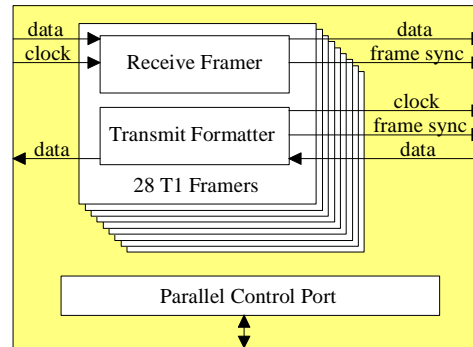 data
data
clock
Receive Framer
frame sync
clock
Transmit Formatter
frame sync
data
data
28 T1 Framers
Parallel Control Port